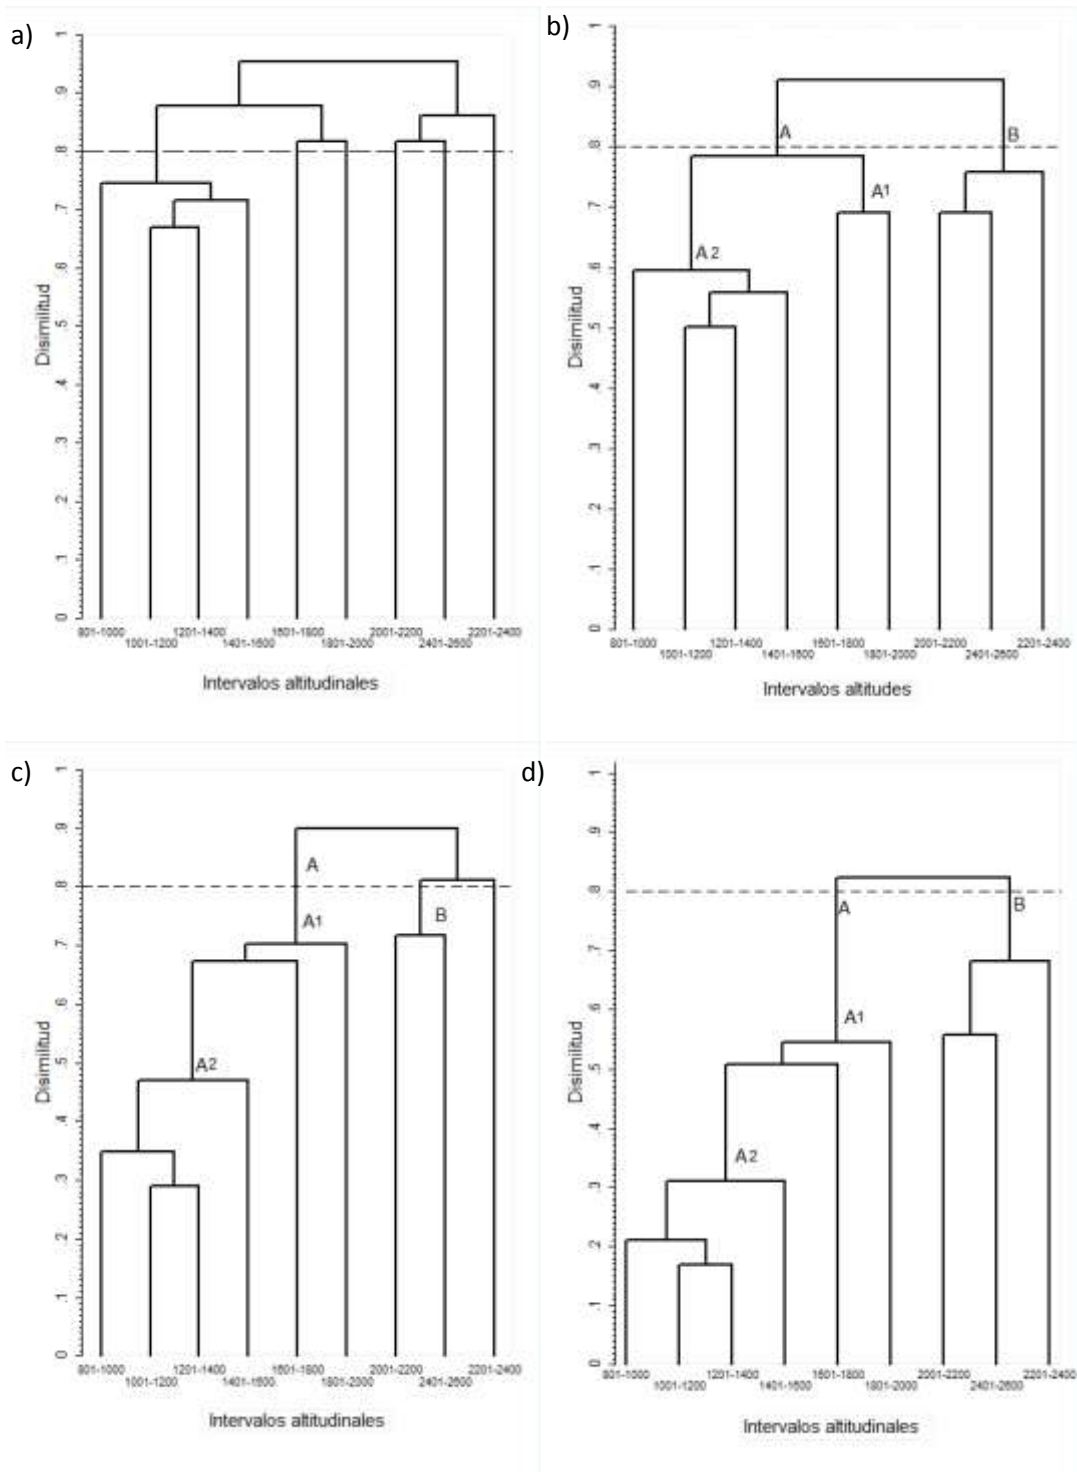 a)
1
.9
.8
.7
.6
.5
.4
.3
.2
.1
0
Disimilitud
801-1000 1201-1400 1601-1800 2001-2200 2201-2400
1001-1200 1401-1600 1801-2000 2401-2600
Intervalos altitudinales
b)
1
.9
.8
.7
.6
.5
.4
.3
.2
.1
0
A
B
A1
A2
Disimilitud
801-1000 1201-1400 1601-1800 2001-2200 2201-2400
1001-1200 1401-1600 1801-2000 2401-2600
Intervalos altitudes
c)
1
.9
.8
.7
.6
.5
.4
.3
.2
.1
0
A
A1
B
A2
Disimilitud
801-1000 1201-1400 1601-1800 2001-2200 2201-2400
1001-1200 1401-1600 1801-2000 2401-2600
Intervalos altitudinales
d)
1
.9
.8
.7
.6
.5
.4
.3
.2
.1
0
A
B
A1
A2
Disimilitud
801-1000 1201-1400 1601-1800 2001-2200 2201-2400
1001-1200 1401-1600 1801-2000 2401-2600
Intervalos altitudinales